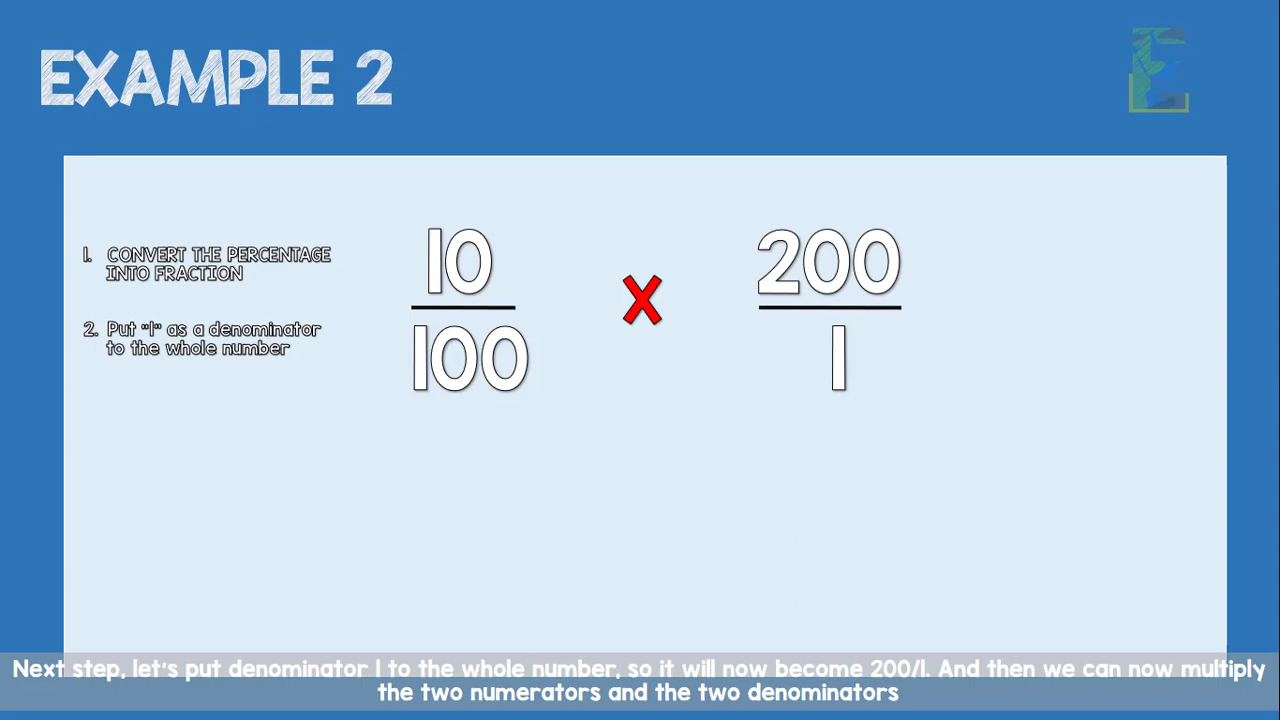 EXAMPLE 2
1. CONVERT THE PERCENTAGE
INTO FRACTION
2. Put "1" as a denominator
to the whole number
10
100
X
200
1
Next step, let's put denominator 1 to the whole number, so it will now become 200/1. And then we can now multiply
the two numerators and the two denominators